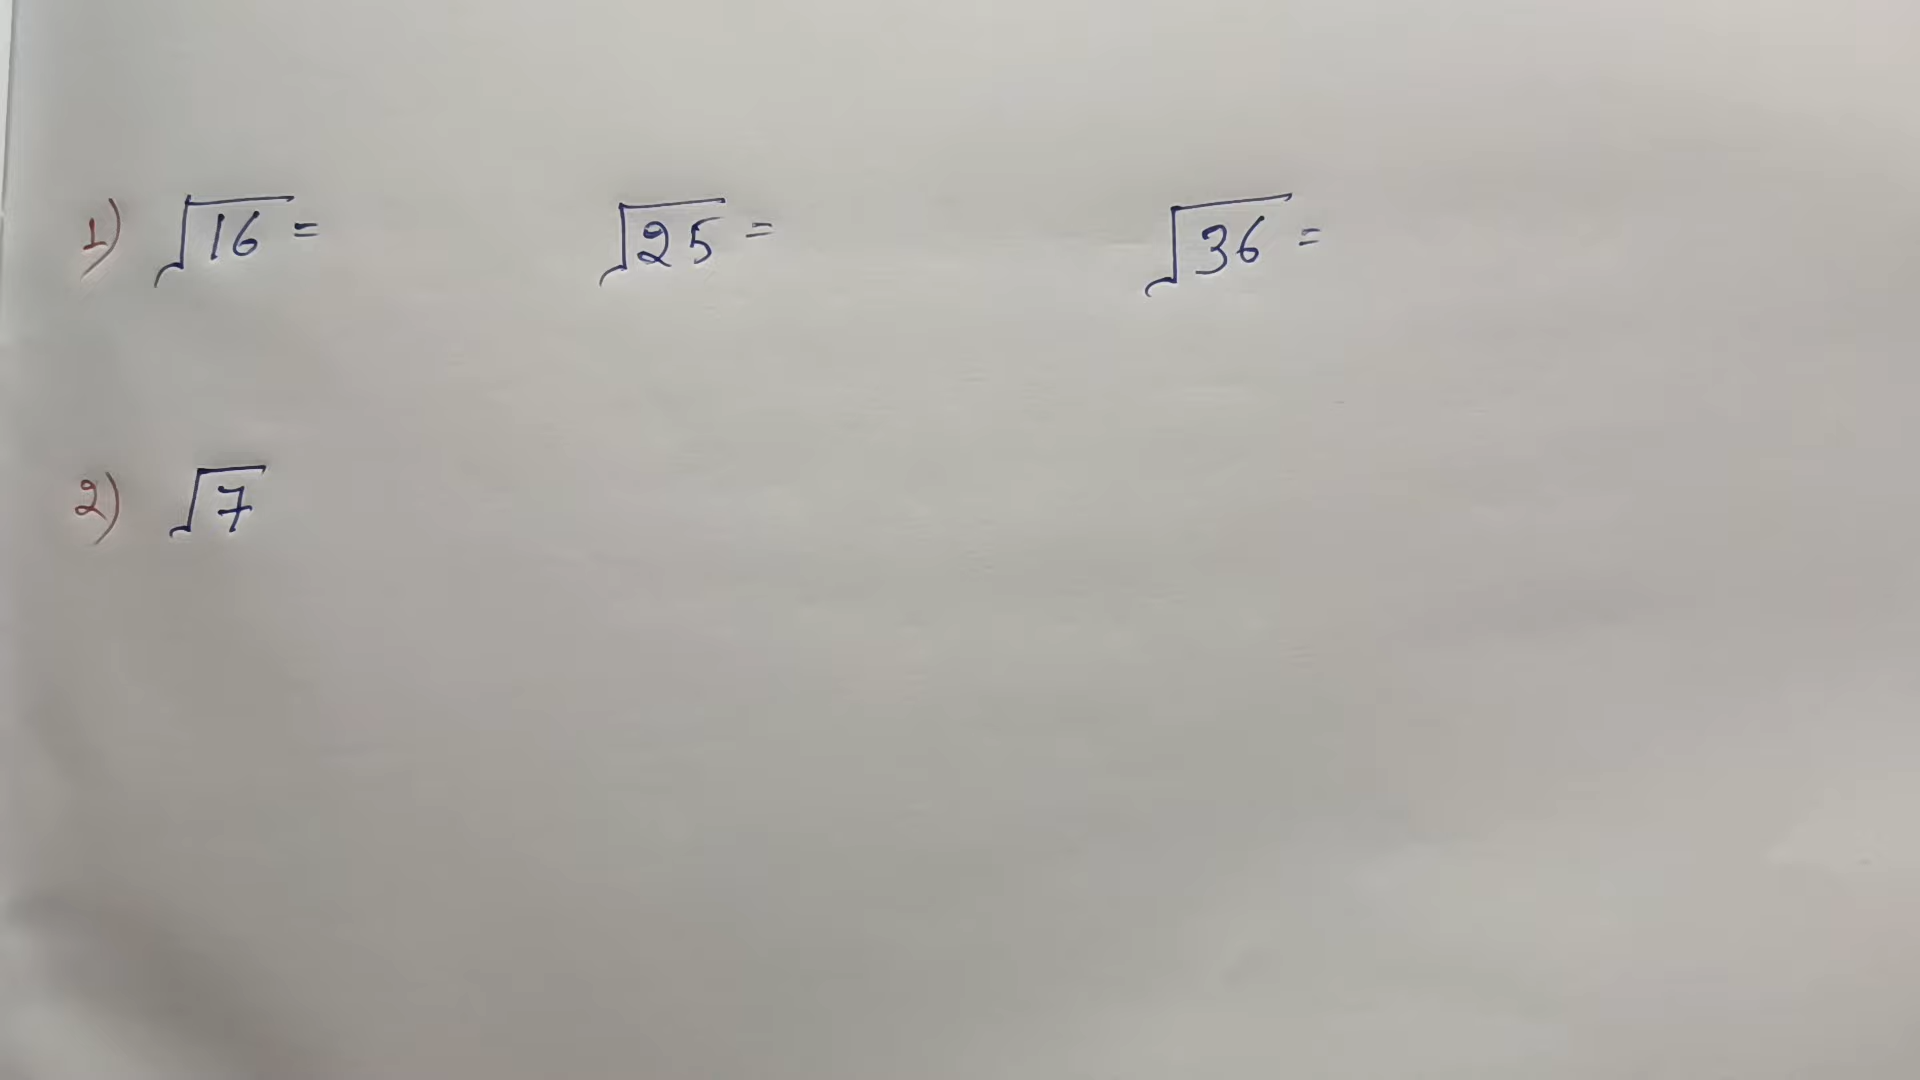 1) √16 = √25 = √36 =
2) √7